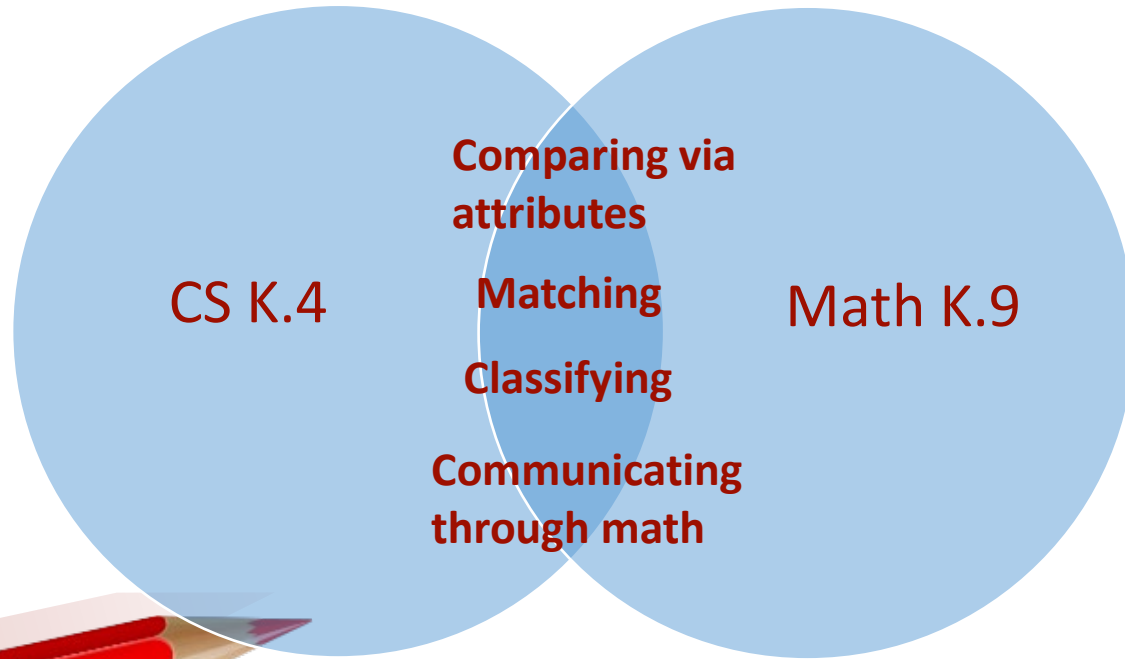 Comparing via
attributes
CS K.4
Matching
Math K.9
Classifying
Communicating
through math